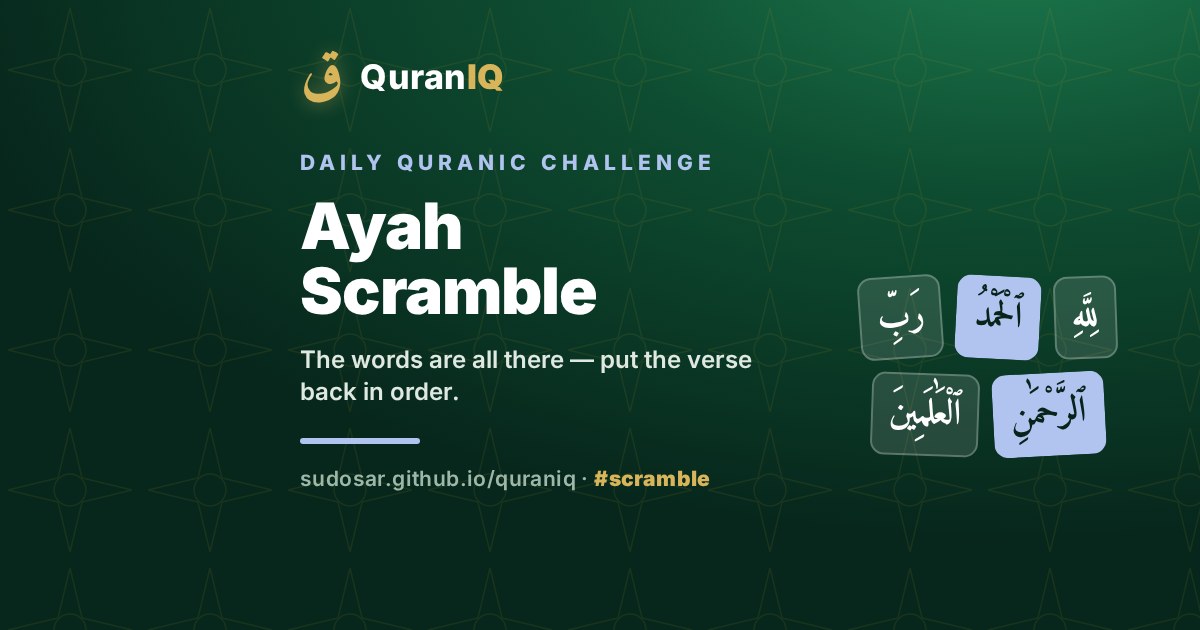 ق QuranIQ
DAILY QURANIC CHALLENGE
Ayah
Scramble
The words are all there — put the verse
back in order.
sudosar.github.io/quraniq · #scramble
لِلَّهِ ٱلْحَمْدُ رَبِّ
ٱلرَّحْمَٰنِ ٱلْعَٰلَمِينَ